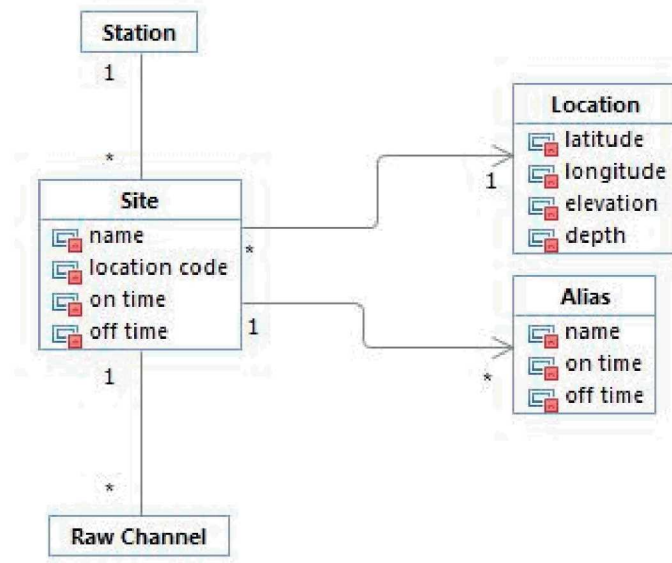 Station
1
*
Site
name
location code
on time
off time
*
1
Location
latitude
longitude
elevation
depth
1
*
Alias
name
on time
off time
1
*
Raw Channel